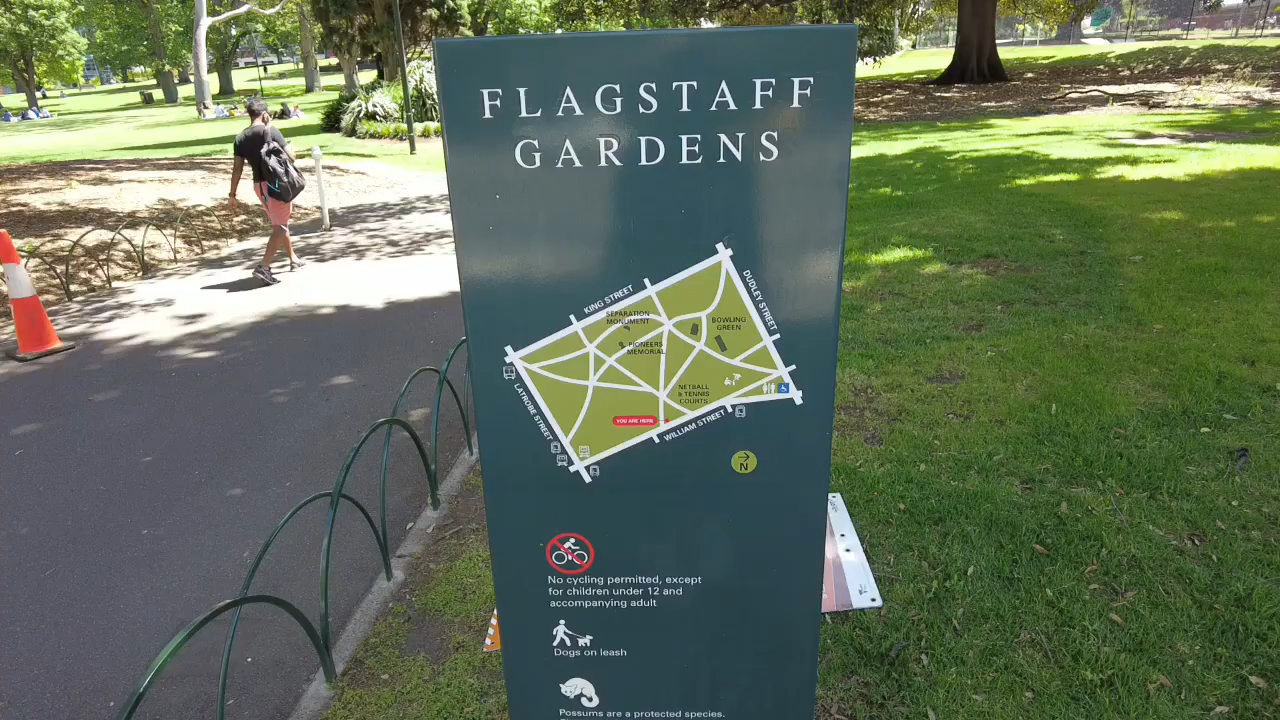 FLAGSTAFF
GARDENS
KING STREET
DUDLEY STREET
SEPARATION
MONUMENT
BOWLING
GREEN
PIONEERS
MEMORIAL
LATROBE STREET
NETBALL
& TENNIS
COURTS
YOU ARE HERE
WILLIAM STREET
N
No cycling permitted, except
for children under 12 and
accompanying adult
Dogs on leash
Possums are a protected species.